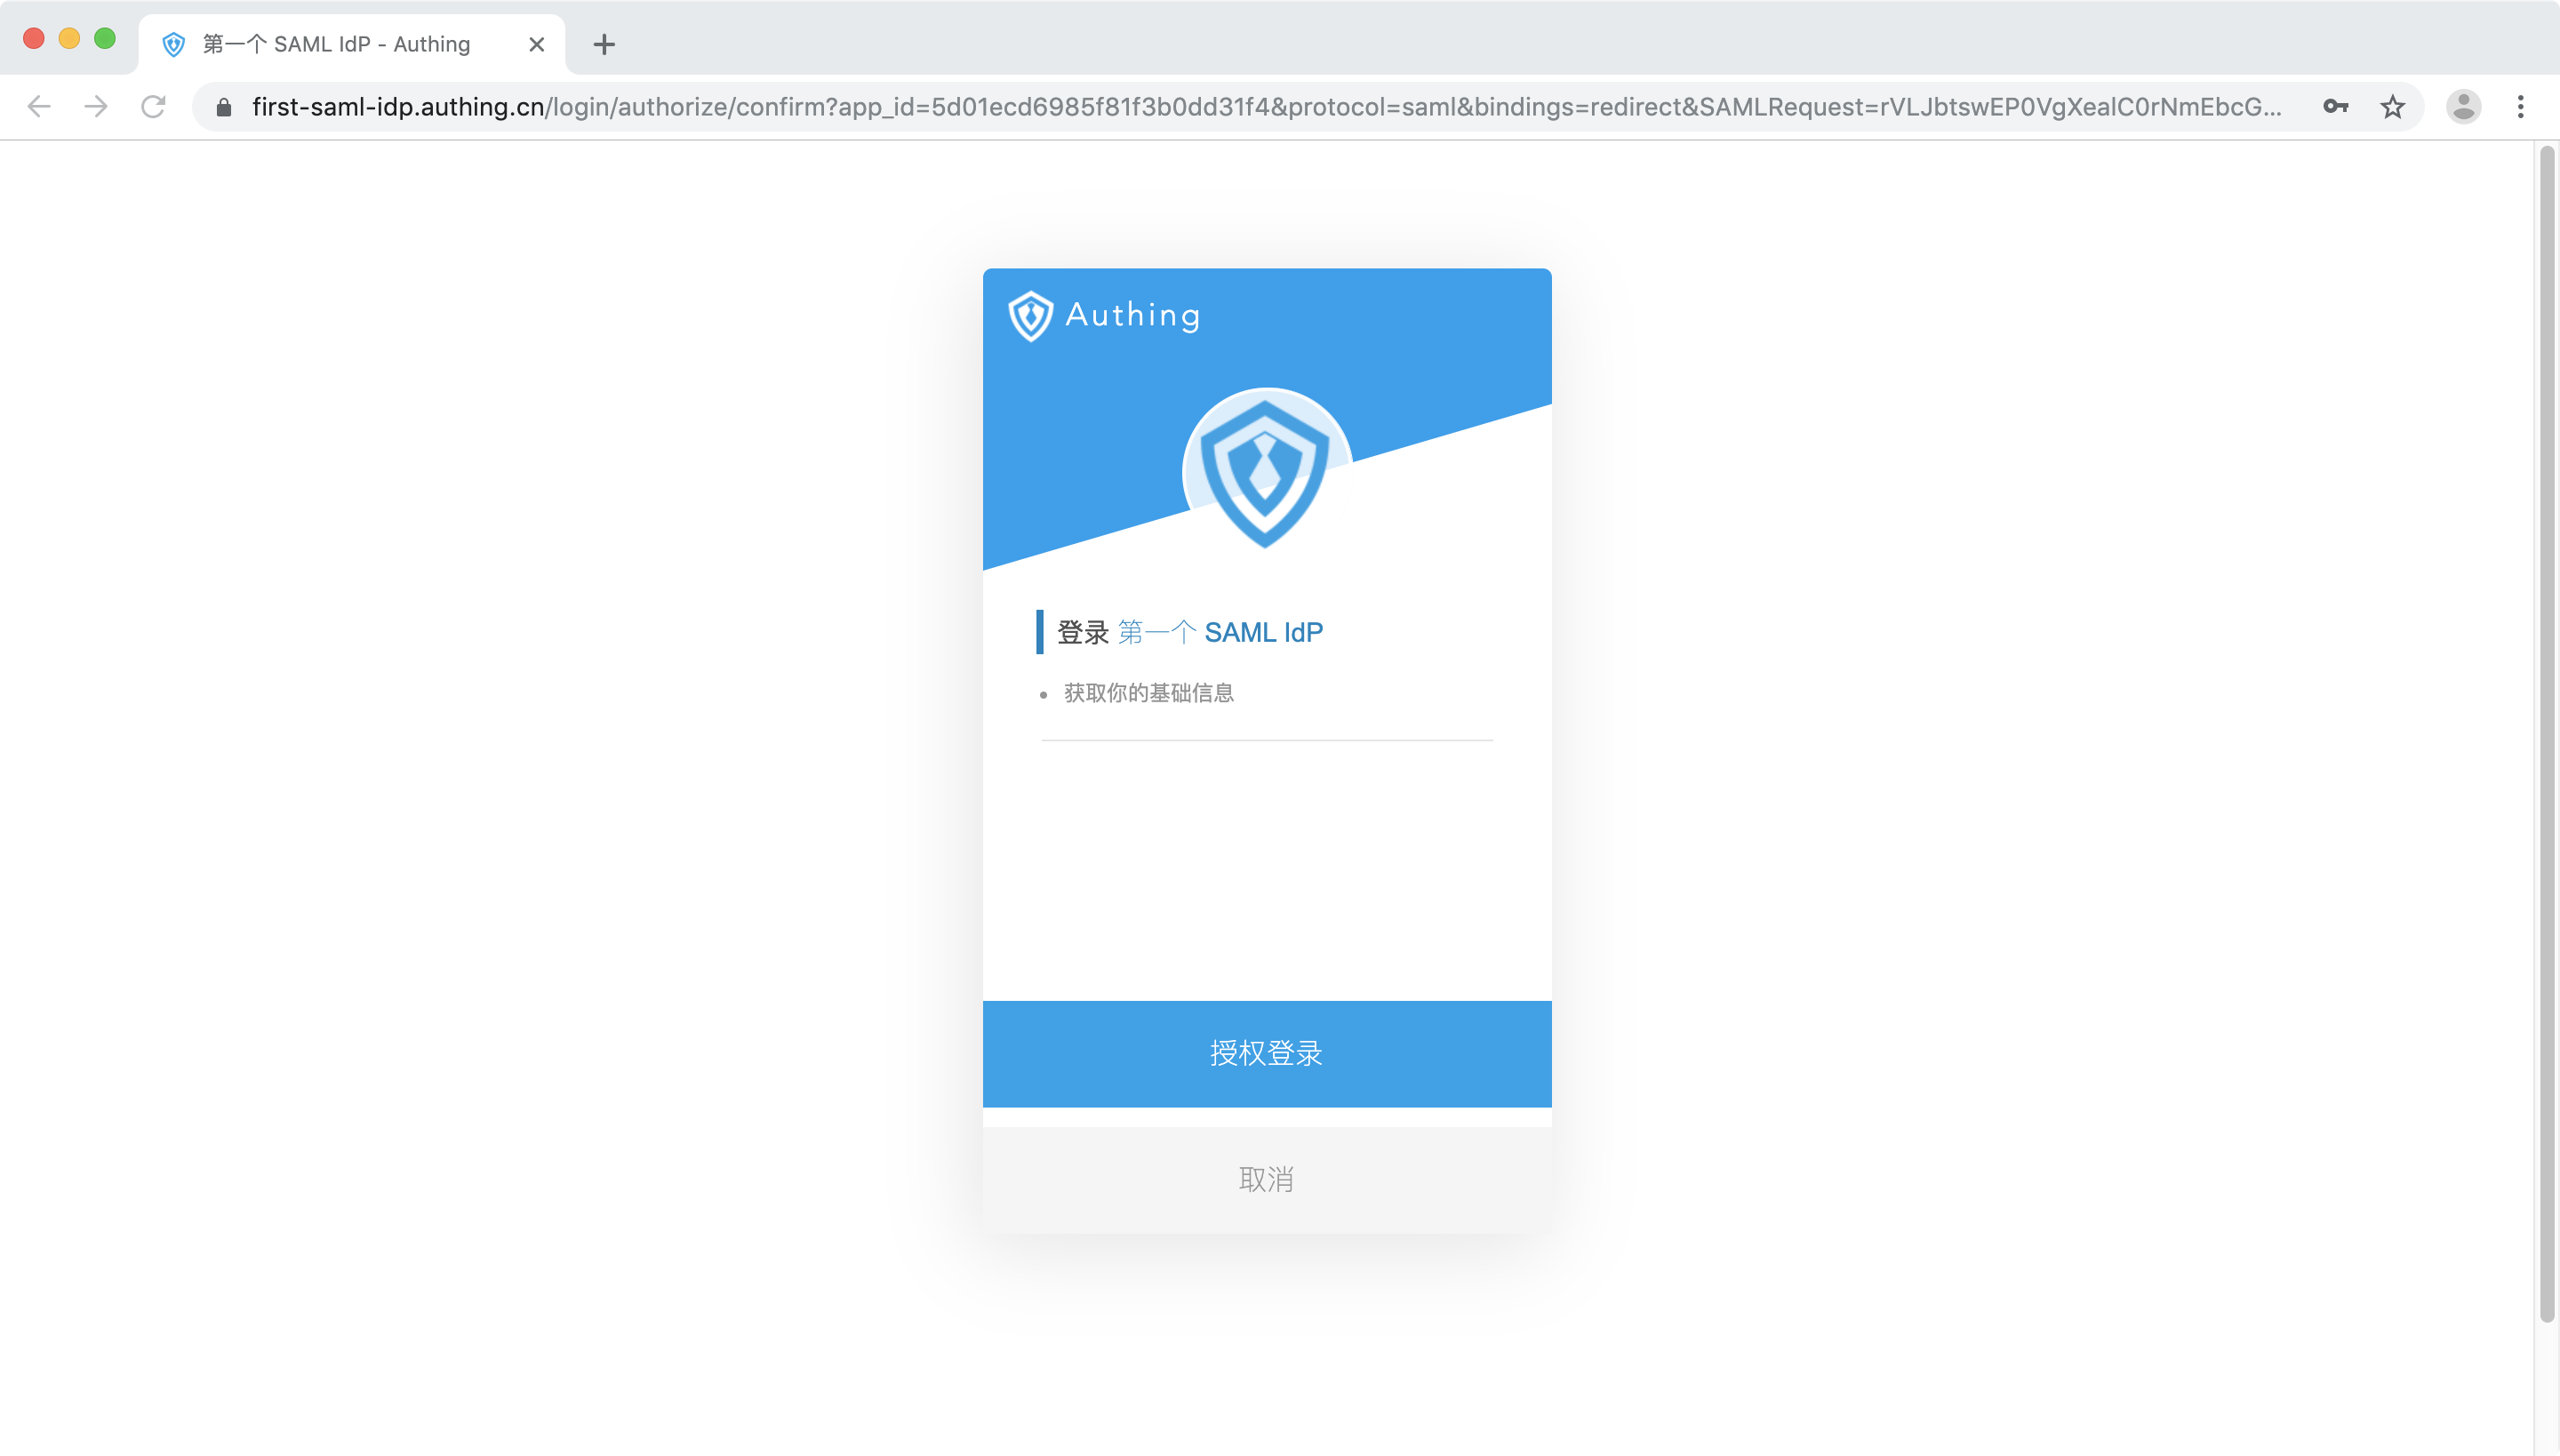 第一个 SAML IdP - Authing
first-saml-idp.authing.cn/login/authorize/confirm?app_id=5d01ecd6985f81f3b0dd31f4&protocol=saml&bindings=redirect&SAMLRequest=rVLJbtswEP0VgXealC0rNmEbcG...
Authing
登录 第一个 SAML IdP
• 获取你的基础信息
授权登录
取消